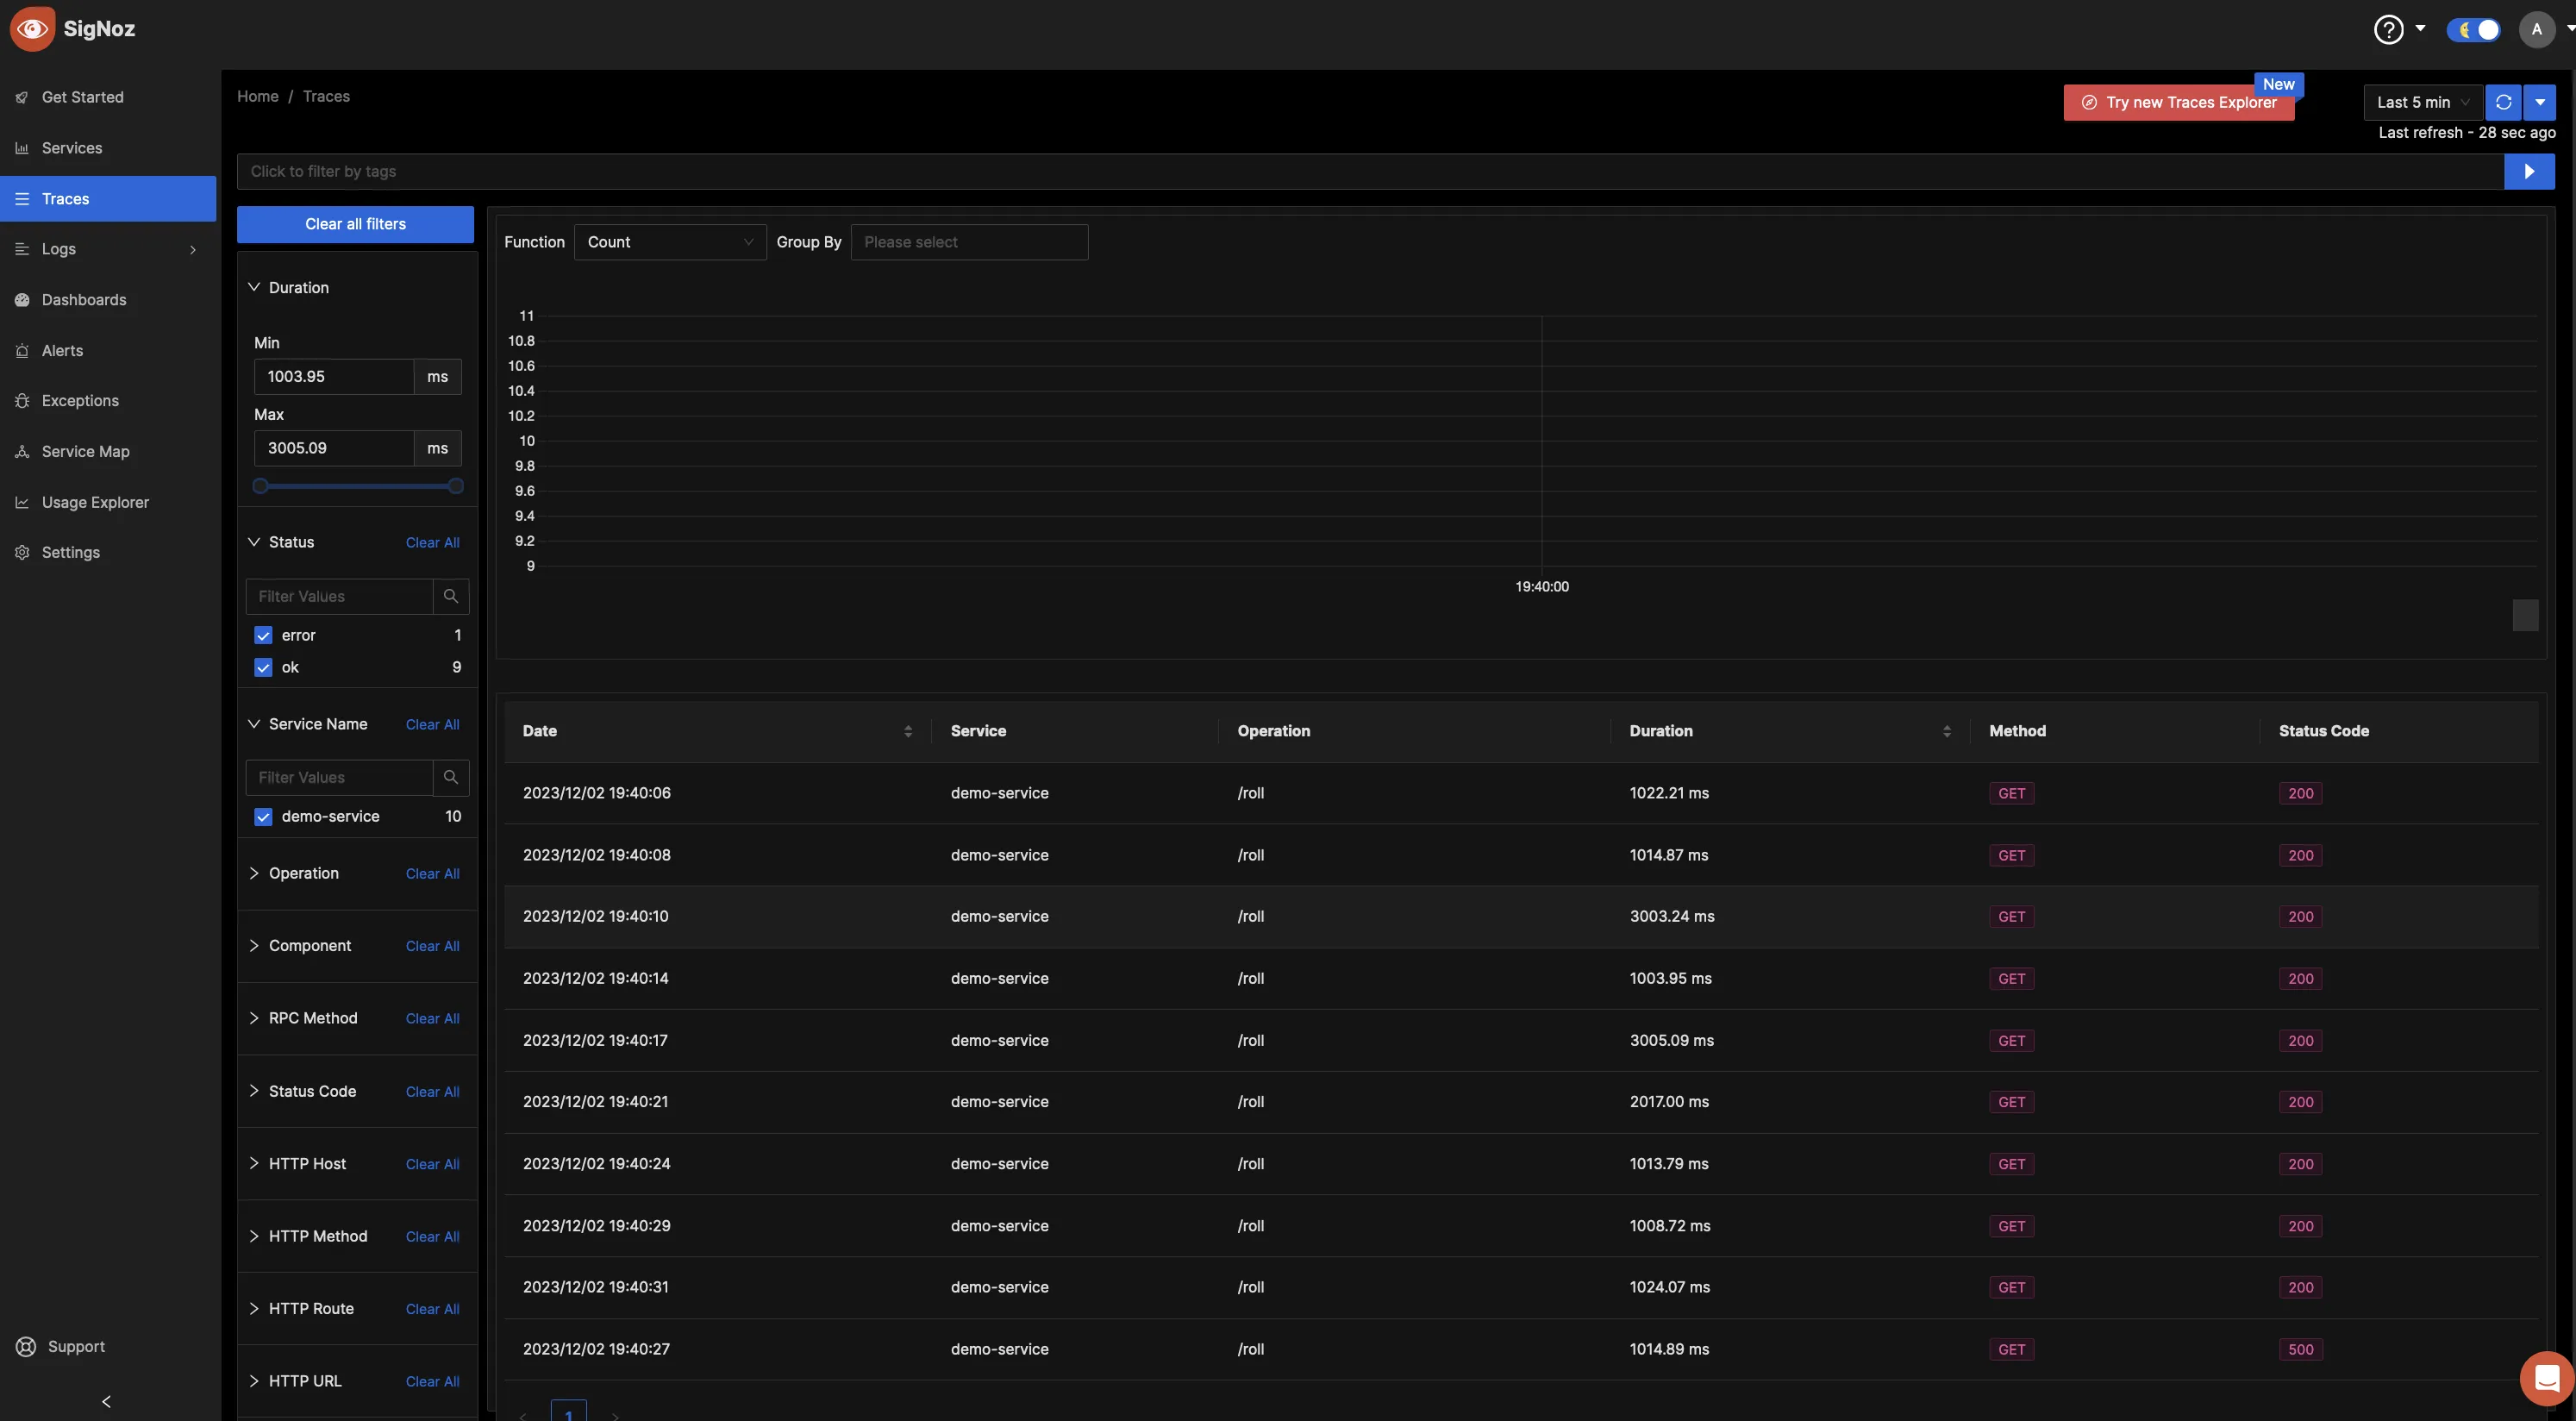 SigNoz
A
Get Started
Services
Traces
Logs
Dashboards
Alerts
Exceptions
Service Map
Usage Explorer
Settings
Support
Home / Traces
New
Try new Traces Explorer
Last 5 min
Last refresh - 28 sec ago
Click to filter by tags
Clear all filters
Duration
Min
1003.95 ms
Max
3005.09 ms
Status Clear All
Filter Values
error 1
ok 9
Service Name Clear All
Filter Values
demo-service 10
Operation Clear All
Component Clear All
RPC Method Clear All
Status Code Clear All
HTTP Host Clear All
HTTP Method Clear All
HTTP Route Clear All
HTTP URL Clear All
Function Count Group By Please select
11
10.8
10.6
10.4
10.2
10
9.8
9.6
9.4
9.2
9
19:40:00
Date Service Operation Duration Method Status Code
2023/12/02 19:40:06 demo-service /roll 1022.21 ms GET 200
2023/12/02 19:40:08 demo-service /roll 1014.87 ms GET 200
2023/12/02 19:40:10 demo-service /roll 3003.24 ms GET 200
2023/12/02 19:40:14 demo-service /roll 1003.95 ms GET 200
2023/12/02 19:40:17 demo-service /roll 3005.09 ms GET 200
2023/12/02 19:40:21 demo-service /roll 2017.00 ms GET 200
2023/12/02 19:40:24 demo-service /roll 1013.79 ms GET 200
2023/12/02 19:40:29 demo-service /roll 1008.72 ms GET 200
2023/12/02 19:40:31 demo-service /roll 1024.07 ms GET 200
2023/12/02 19:40:27 demo-service /roll 1014.89 ms GET 500
1